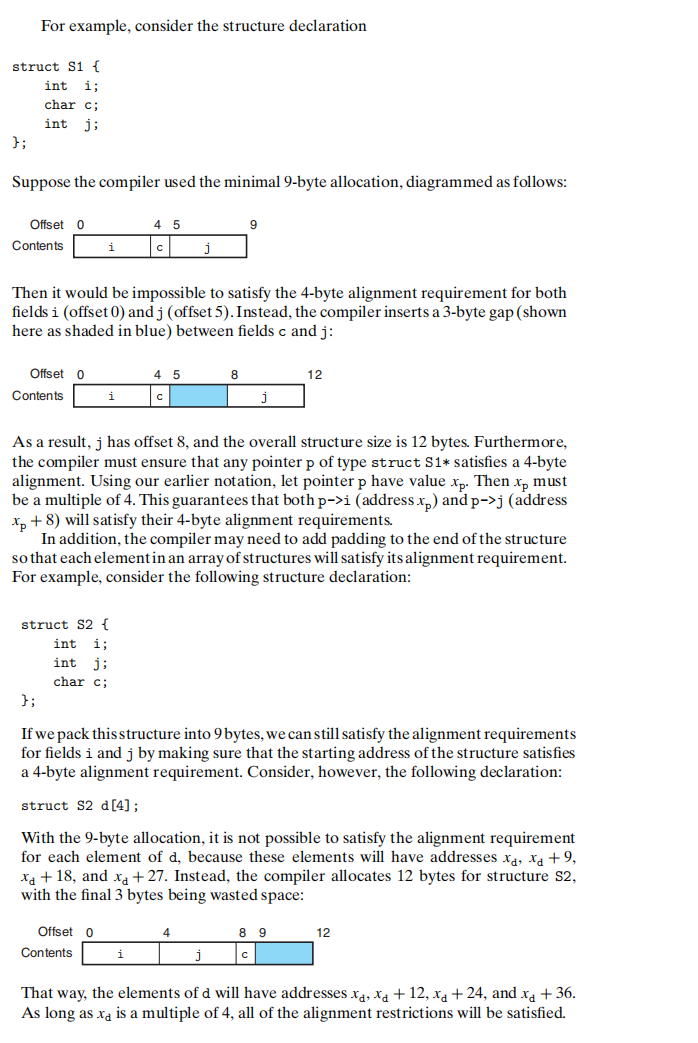 For example, consider the structure declaration
struct S1 {
int i;
char c;
int j;
};
Suppose the compiler used the minimal 9-byte allocation, diagrammed as follows:
Offset 0 4 5 9
Contents i c j
Then it would be impossible to satisfy the 4-byte alignment requirement for both
fields i (offset 0) and j (offset 5). Instead, the compiler inserts a 3-byte gap (shown
here as shaded in blue) between fields c and j:
Offset 0 4 5 8 12
Contents i c j
As a result, j has offset 8, and the overall structure size is 12 bytes. Furthermore,
the compiler must ensure that any pointer p of type struct S1* satisfies a 4-byte
alignment. Using our earlier notation, let pointer p have value xp. Then xp must
be a multiple of 4. This guarantees that both p->i (address xp) and p->j (address
xp + 8) will satisfy their 4-byte alignment requirements.
In addition, the compiler may need to add padding to the end of the structure
so that each element in an array of structures will satisfy its alignment requirement.
For example, consider the following structure declaration:
struct S2 {
int i;
int j;
char c;
};
If we pack this structure into 9 bytes, we can still satisfy the alignment requirements
for fields i and j by making sure that the starting address of the structure satisfies
a 4-byte alignment requirement. Consider, however, the following declaration:
struct S2 d[4];
With the 9-byte allocation, it is not possible to satisfy the alignment requirement
for each element of d, because these elements will have addresses xd, xd + 9,
xd + 18, and xd + 27. Instead, the compiler allocates 12 bytes for structure S2,
with the final 3 bytes being wasted space:
Offset 0 4 8 9 12
Contents i j c
That way, the elements of d will have addresses xd, xd + 12, xd + 24, and xd + 36.
As long as xd is a multiple of 4, all of the alignment restrictions will be satisfied.